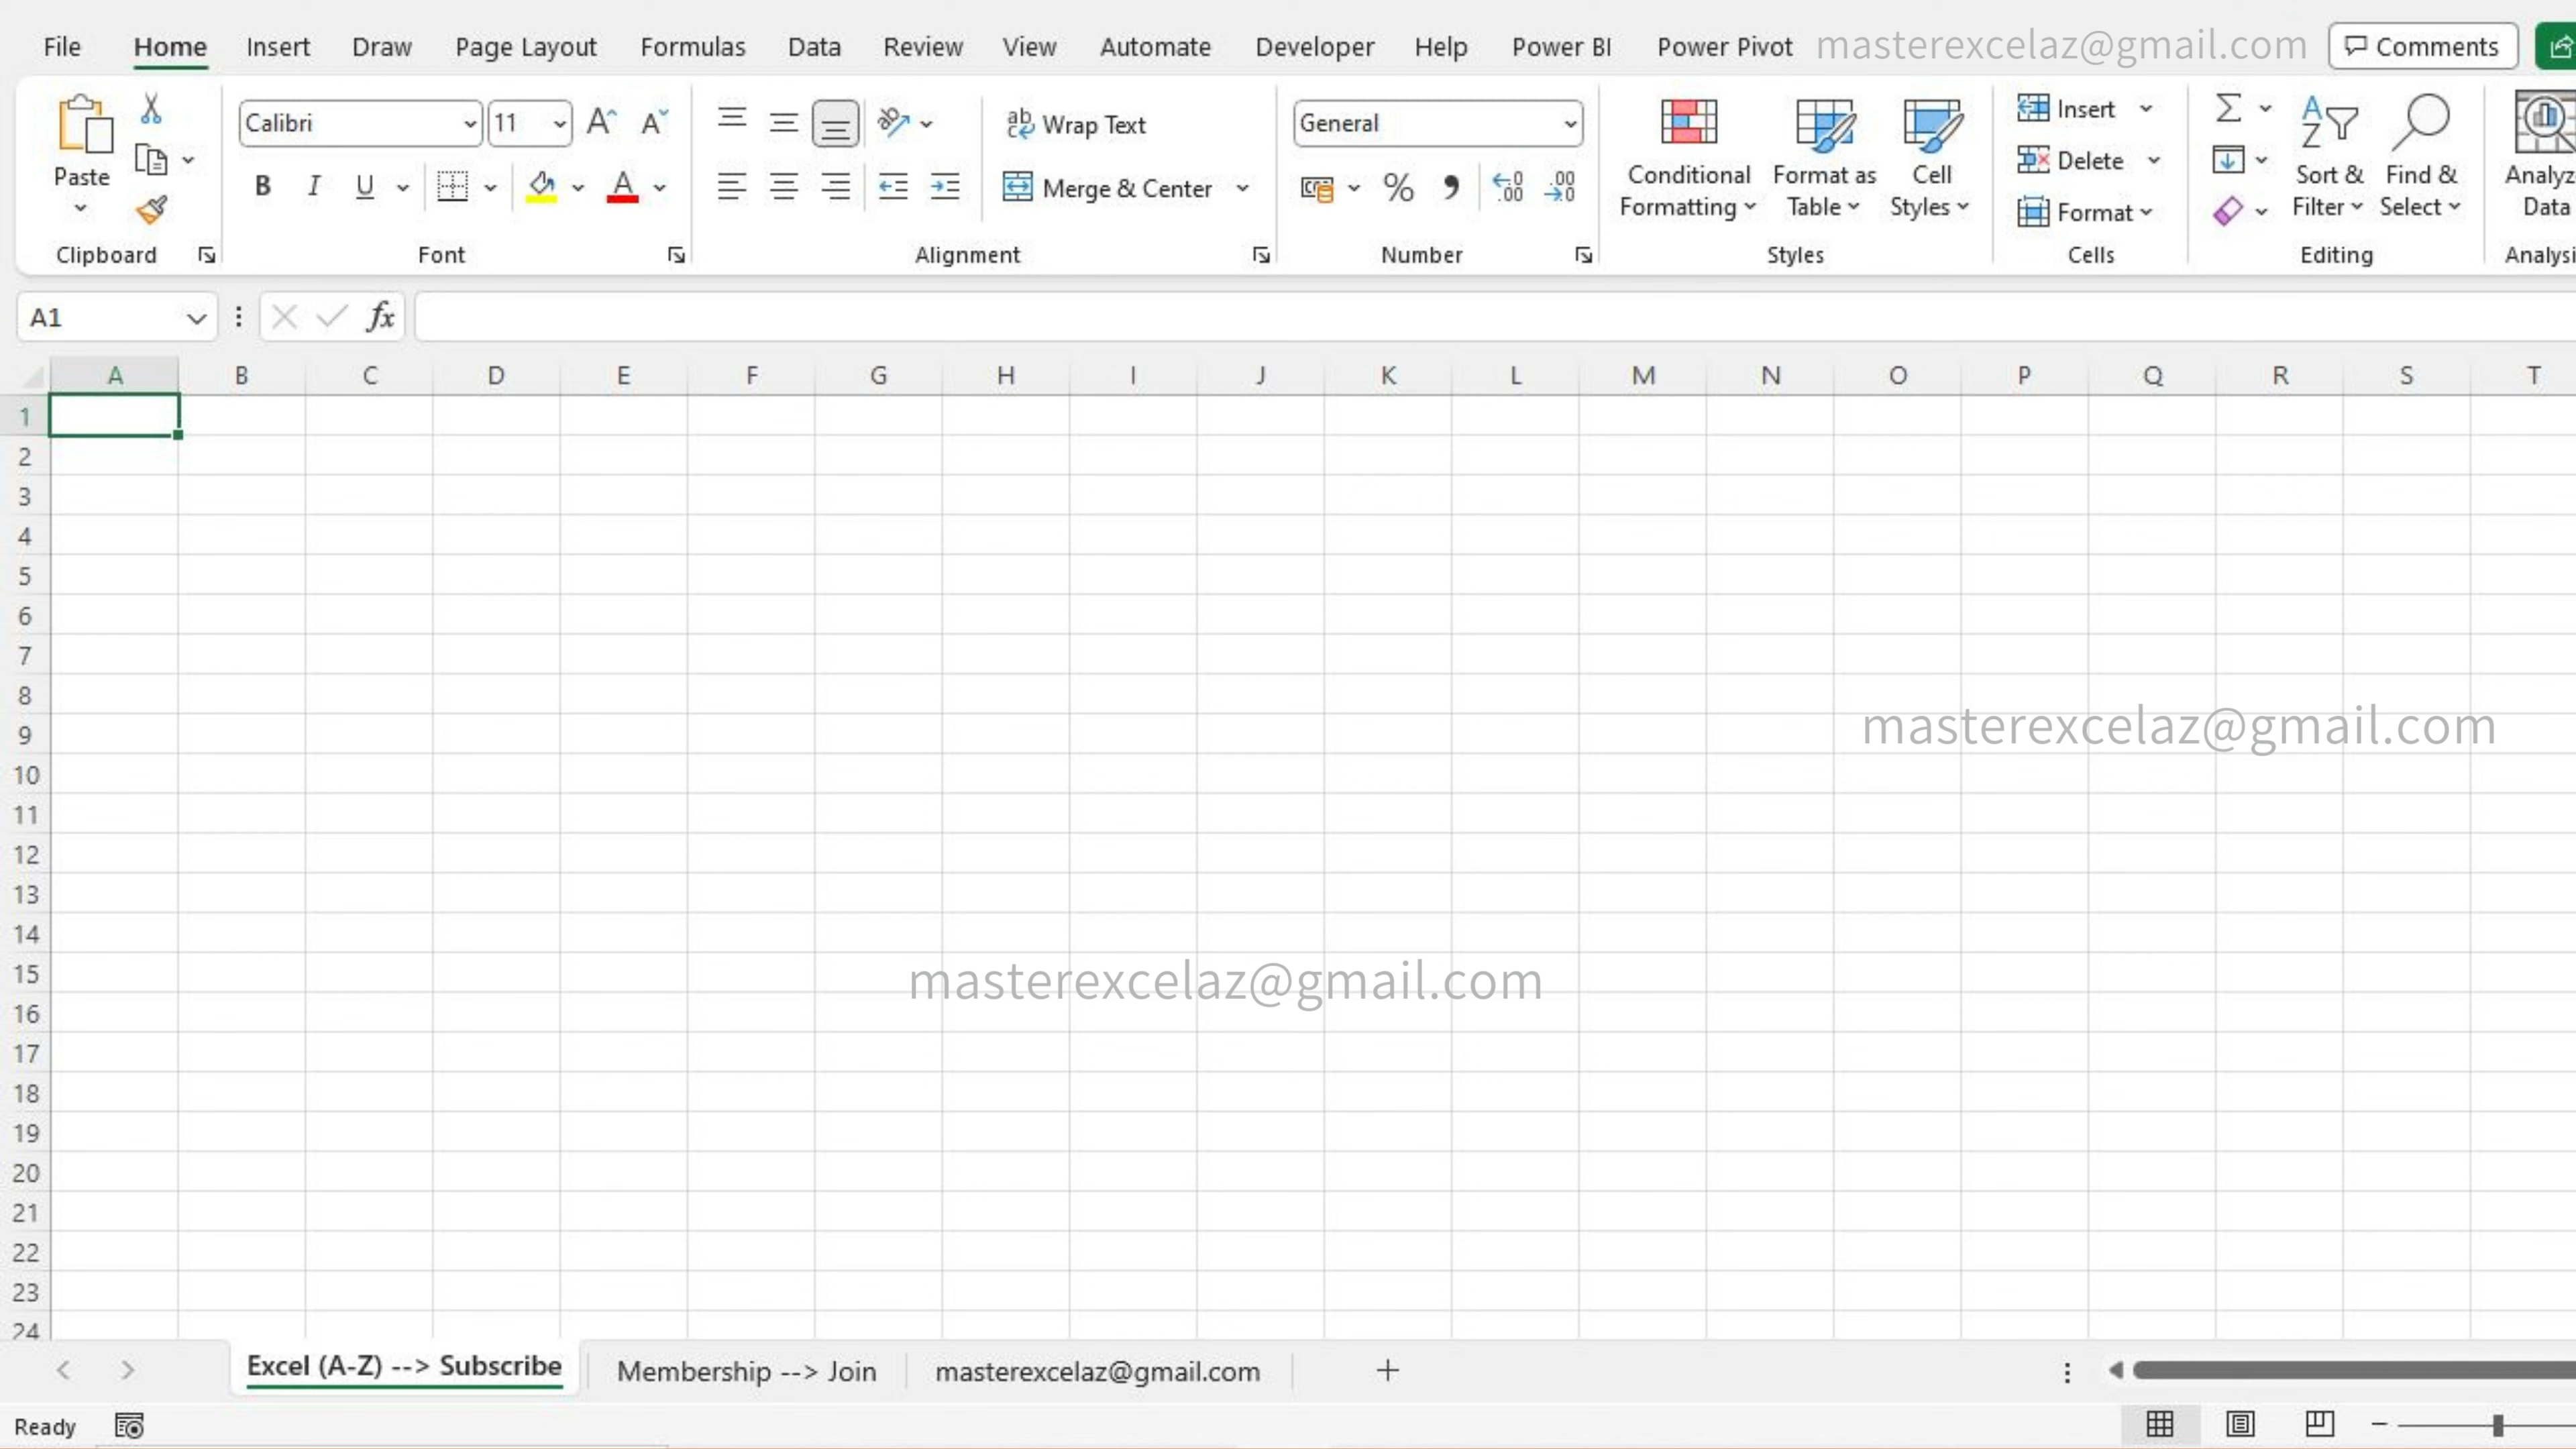 File Home Insert Draw Page Layout Formulas Data Review View Automate Developer Help Power BI Power Pivot masterexcelaz@gmail.com Comments
Calibri 11 Wrap Text General Insert
Paste Merge & Center Conditional Formatting Format as Table Cell Styles Delete Sort & Filter Find & Select Analyz Data
Format
Clipboard Font Alignment Number Styles Cells Editing Analysi
A1 fx
A B C D E F G H I J K L M N O P Q R S T
1
2
3
4
5
6
7
8
9 masterexcelaz@gmail.com
10
11
12
13
14
15 masterexcelaz@gmail.com
16
17
18
19
20
21
22
23
24
Excel (A-Z) --> Subscribe Membership --> Join masterexcelaz@gmail.com
Ready